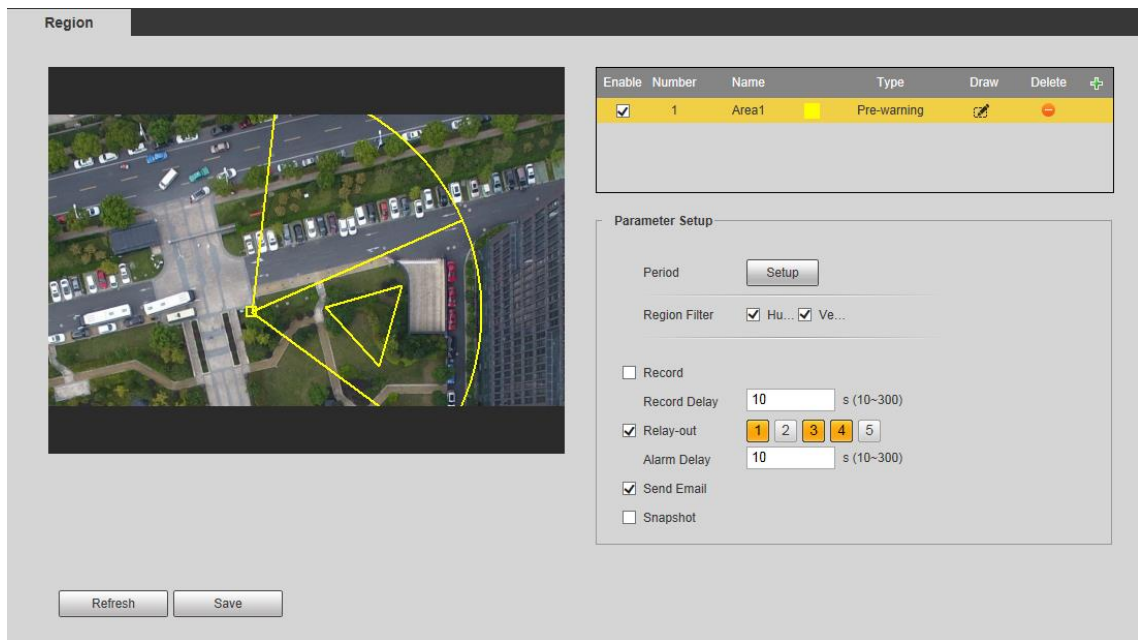 Region
Enable Number Name Type Draw Delete
1 Area1 Pre-warning
Parameter Setup
Period Setup
Region Filter Hu... Ve...
Record
Record Delay 10 s (10~300)
Relay-out 1 2 3 4 5
Alarm Delay 10 s (10~300)
Send Email
Snapshot
Refresh Save